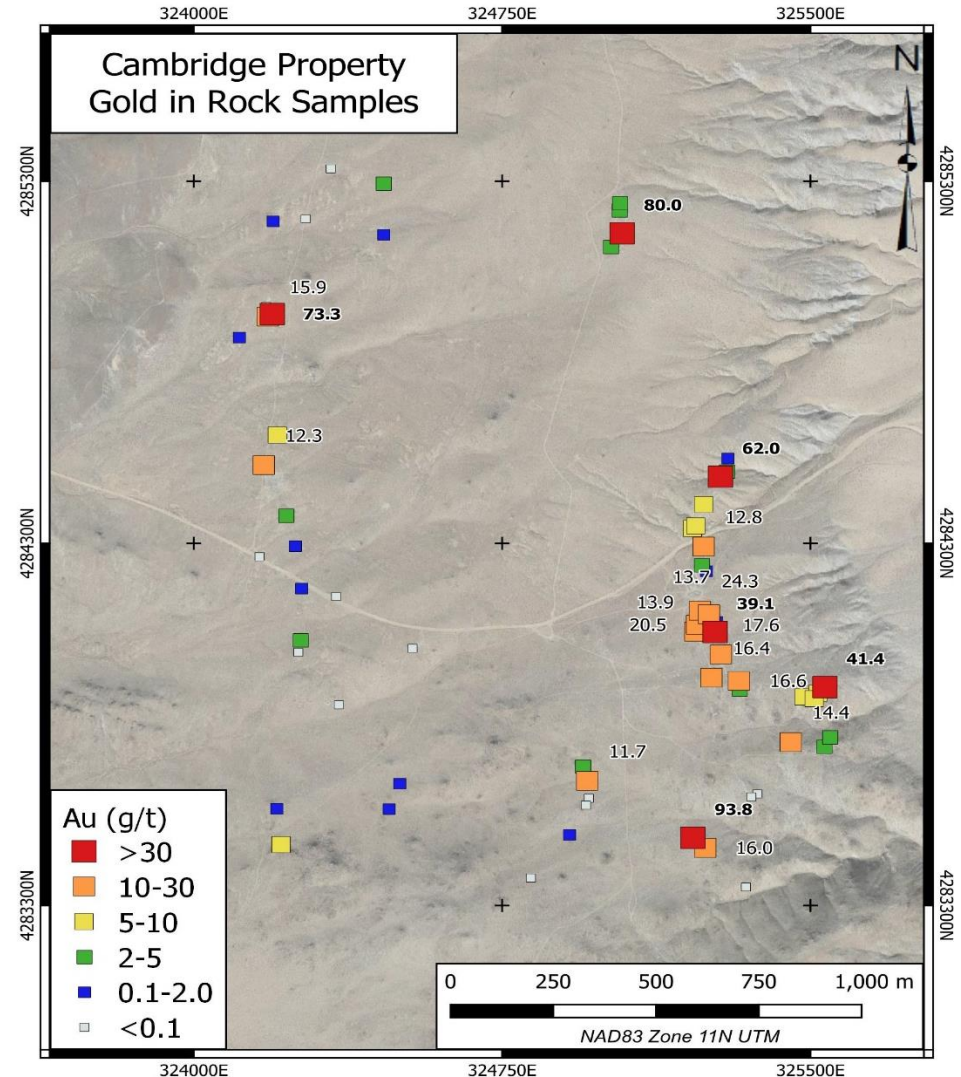 324000E 324750E 325500E
Cambridge Property
Gold in Rock Samples
N
4285300N 4285300N
80.0
15.9
73.3
12.3
62.0
12.8
4284300N 4284300N
13.7 24.3
13.9 39.1
20.5 17.6
16.4
41.4
16.6
14.4
11.7
93.8
16.0
Au (g/t)
>30
10-30
5-10
2-5
0.1-2.0
<0.1
4283300N 4283300N
0 250 500 750 1,000 m
NAD83 Zone 11N UTM
324000E 324750E 325500E